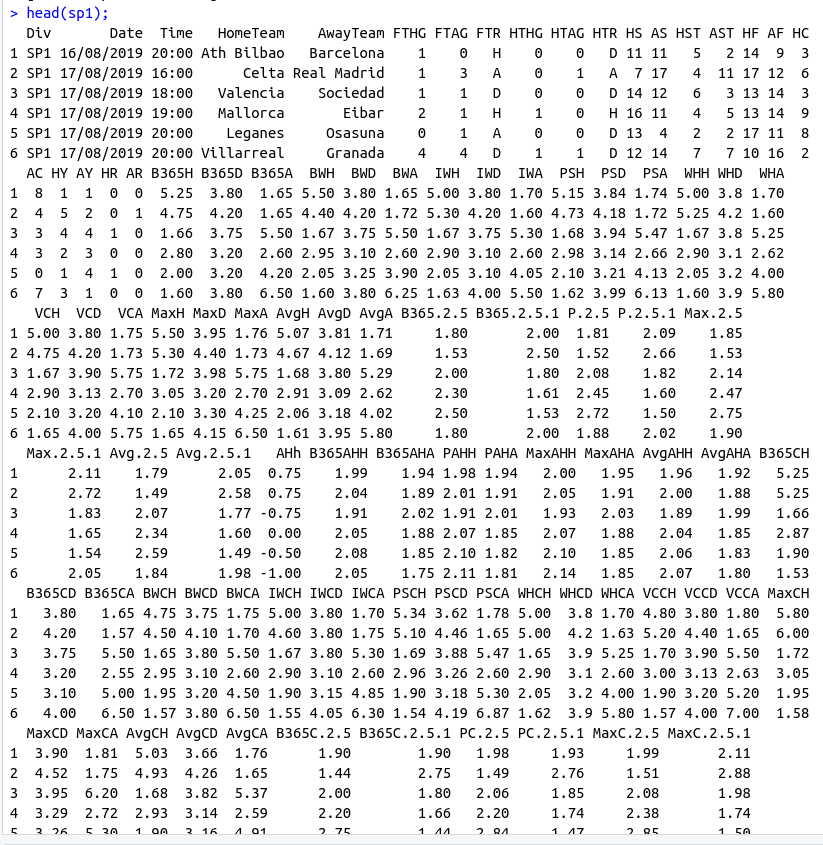 > head(sp1);
Div Date Time HomeTeam AwayTeam FTHG FTAG FTR HTHG HTAG HTR HS AS HST AST HF AF HC
1 SP1 16/08/2019 20:00 Ath Bilbao Barcelona 1 0 H 0 0 D 11 11 5 2 14 9 3
2 SP1 17/08/2019 16:00 Celta Real Madrid 1 3 A 0 1 A 7 17 4 11 17 12 6
3 SP1 17/08/2019 18:00 Valencia Sociedad 1 1 D 0 0 D 14 12 6 3 13 14 3
4 SP1 17/08/2019 19:00 Mallorca Eibar 2 1 H 1 0 H 16 11 4 5 13 14 9
5 SP1 17/08/2019 20:00 Leganes Osasuna 0 1 A 0 0 D 13 4 2 2 17 11 8
6 SP1 17/08/2019 20:00 Villarreal Granada 4 4 D 1 1 D 12 14 7 7 10 16 2
AC HY AY HR AR B365H B365D B365A BWH BWD BWA IWH IWD IWA PSH PSD PSA WHH WHD WHA
1 8 1 1 0 0 5.25 3.80 1.65 5.50 3.80 1.65 5.00 3.80 1.70 5.15 3.84 1.74 5.00 3.8 1.70
2 4 5 2 0 1 4.75 4.20 1.65 4.40 4.20 1.72 5.30 4.20 1.60 4.73 4.18 1.72 5.25 4.2 1.60
3 3 4 4 1 0 1.66 3.75 5.50 1.67 3.75 5.50 1.67 3.75 5.30 1.68 3.94 5.47 1.67 3.8 5.25
4 3 2 3 0 0 2.80 3.20 2.60 2.95 3.10 2.60 2.90 3.10 2.60 2.98 3.14 2.66 2.90 3.1 2.62
5 0 1 4 1 0 2.00 3.20 4.20 2.05 3.25 3.90 2.05 3.10 4.05 2.10 3.21 4.13 2.05 3.2 4.00
6 7 3 1 0 0 1.60 3.80 6.50 1.60 3.80 6.25 1.63 4.00 5.50 1.62 3.99 6.13 1.60 3.9 5.80
VCH VCD VCA MaxH MaxD MaxA AvgH AvgD AvgA B365.2.5 B365.2.5.1 P.2.5 P.2.5.1 Max.2.5
1 5.00 3.80 1.75 5.50 3.95 1.76 5.07 3.81 1.71 1.80 2.00 1.81 2.09 1.85
2 4.75 4.20 1.73 5.30 4.40 1.73 4.67 4.12 1.69 1.53 2.50 1.52 2.66 1.53
3 1.67 3.90 5.75 1.72 3.98 5.75 1.68 3.80 5.29 2.00 1.80 2.08 1.82 2.14
4 2.90 3.13 2.70 3.05 3.20 2.70 2.91 3.09 2.62 2.30 1.61 2.45 1.60 2.47
5 2.10 3.20 4.10 2.10 3.30 4.25 2.06 3.18 4.02 2.50 1.53 2.72 1.50 2.75
6 1.65 4.00 5.75 1.65 4.15 6.50 1.61 3.95 5.80 1.80 2.00 1.88 2.02 1.90
Max.2.5.1 Avg.2.5 Avg.2.5.1 AHh B365AHH B365AHA PAHH PAHA MaxAHH MaxAHA AvgAHH AvgAHA B365CH
1 2.11 1.79 2.05 0.75 1.99 1.94 1.98 1.94 2.00 1.95 1.96 1.92 5.25
2 2.72 1.49 2.58 0.75 2.04 1.89 2.01 1.91 2.05 1.91 2.00 1.88 5.25
3 1.83 2.07 1.77 -0.75 1.91 2.02 1.91 2.01 1.93 2.03 1.89 1.99 1.66
4 1.65 2.34 1.60 0.00 2.05 1.88 2.07 1.85 2.07 1.88 2.04 1.85 2.87
5 1.54 2.59 1.49 -0.50 2.08 1.85 2.10 1.82 2.10 1.85 2.06 1.83 1.90
6 2.05 1.84 1.98 -1.00 2.05 1.75 2.11 1.81 2.14 1.85 2.07 1.80 1.53
B365CD B365CA BWCH BWCD BWCA IWCH IWCD IWCA PSCH PSCD PSCA WHCH WHCD WHCA VCCH VCCD VCCA MaxCH
1 3.80 1.65 4.75 3.75 1.75 5.00 3.80 1.70 5.34 3.62 1.78 5.00 3.8 1.70 4.80 3.80 1.80 5.80
2 4.20 1.57 4.50 4.10 1.70 4.60 3.80 1.75 5.10 4.46 1.65 5.00 4.2 1.63 5.20 4.40 1.65 6.00
3 3.75 5.50 1.65 3.80 5.50 1.67 3.80 5.30 1.69 3.88 5.47 1.65 3.9 5.25 1.70 3.90 5.50 1.72
4 3.20 2.55 2.95 3.10 2.60 2.90 3.10 2.60 2.96 3.26 2.60 2.90 3.1 2.60 3.00 3.13 2.63 3.05
5 3.10 5.00 1.95 3.20 4.50 1.90 3.15 4.85 1.90 3.18 5.30 2.05 3.2 4.00 1.90 3.20 5.20 1.95
6 4.00 6.50 1.57 3.80 6.50 1.55 4.05 6.30 1.54 4.19 6.87 1.62 3.9 5.80 1.57 4.00 7.00 1.58
MaxCD MaxCA AvgCH AvgCD AvgCA B365C.2.5 B365C.2.5.1 PC.2.5 PC.2.5.1 MaxC.2.5 MaxC.2.5.1
1 3.90 1.81 5.03 3.66 1.76 1.90 1.90 1.98 1.93 1.99 2.11
2 4.52 1.75 4.93 4.26 1.65 1.44 2.75 1.49 2.76 1.51 2.88
3 3.95 6.20 1.68 3.82 5.37 2.00 1.80 2.06 1.85 2.08 1.98
4 3.29 2.72 2.93 3.14 2.59 2.20 1.66 2.20 1.74 2.38 1.74
5 3.26 5.30 1.90 3.16 4.91 2.75 1.44 2.84 1.47 2.85 1.50